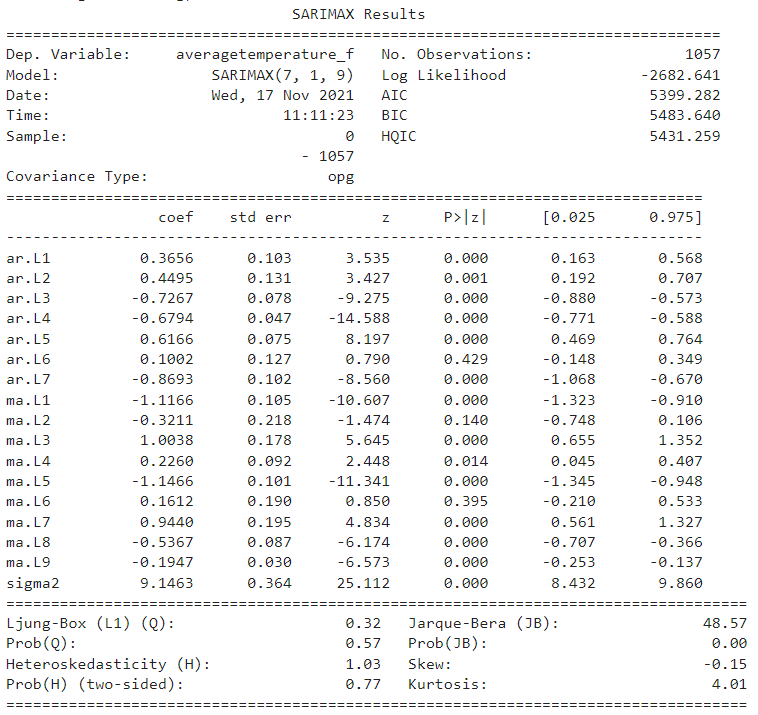 SARIMAX Results
==============================================================================
Dep. Variable: averagetemperature_f No. Observations: 1057
Model: SARIMAX(7, 1, 9) Log Likelihood -2682.641
Date: Wed, 17 Nov 2021 AIC 5399.282
Time: 11:11:23 BIC 5483.640
Sample: 0 HQIC 5431.259
- 1057
Covariance Type: opg
==============================================================================
coef std err z P>|z| [0.025 0.975]
------------------------------------------------------------------------------
ar.L1 0.3656 0.103 3.535 0.000 0.163 0.568
ar.L2 0.4495 0.131 3.427 0.001 0.192 0.707
ar.L3 -0.7267 0.078 -9.275 0.000 -0.880 -0.573
ar.L4 -0.6794 0.047 -14.588 0.000 -0.771 -0.588
ar.L5 0.6166 0.075 8.197 0.000 0.469 0.764
ar.L6 0.1002 0.127 0.790 0.429 -0.148 0.349
ar.L7 -0.8693 0.102 -8.560 0.000 -1.068 -0.670
ma.L1 -1.1166 0.105 -10.607 0.000 -1.323 -0.910
ma.L2 -0.3211 0.218 -1.474 0.140 -0.748 0.106
ma.L3 1.0038 0.178 5.645 0.000 0.655 1.352
ma.L4 0.2260 0.092 2.448 0.014 0.045 0.407
ma.L5 -1.1466 0.101 -11.341 0.000 -1.345 -0.948
ma.L6 0.1612 0.190 0.850 0.395 -0.210 0.533
ma.L7 0.9440 0.195 4.834 0.000 0.561 1.327
ma.L8 -0.5367 0.087 -6.174 0.000 -0.707 -0.366
ma.L9 -0.1947 0.030 -6.573 0.000 -0.253 -0.137
sigma2 9.1463 0.364 25.112 0.000 8.432 9.860
===================================================================================
Ljung-Box (L1) (Q): 0.32 Jarque-Bera (JB): 48.57
Prob(Q): 0.57 Prob(JB): 0.00
Heteroskedasticity (H): 1.03 Skew: -0.15
Prob(H) (two-sided): 0.77 Kurtosis: 4.01
===================================================================================